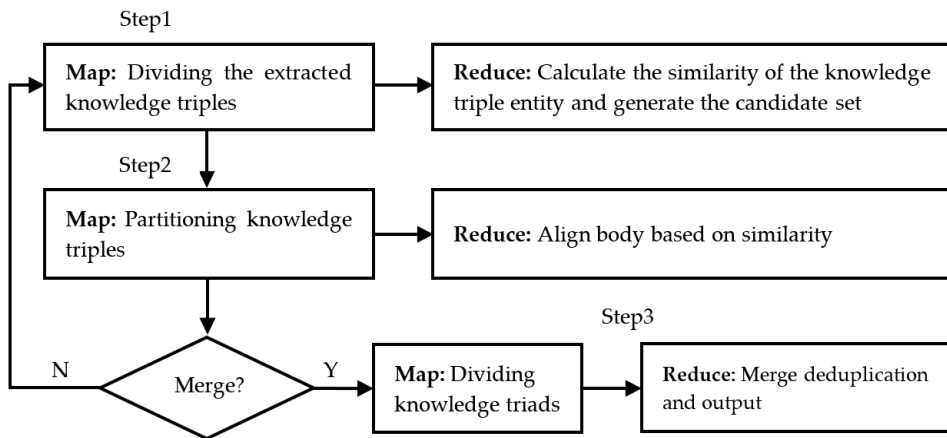 Step1
Map: Dividing the extracted
knowledge triples
Reduce: Calculate the similarity of the knowledge
triple entity and generate the candidate set
Step2
Map: Partitioning knowledge
triples
Reduce: Align body based on similarity
Step3
N
Merge?
Y
Map: Dividing
knowledge triads
Reduce: Merge deduplication
and output